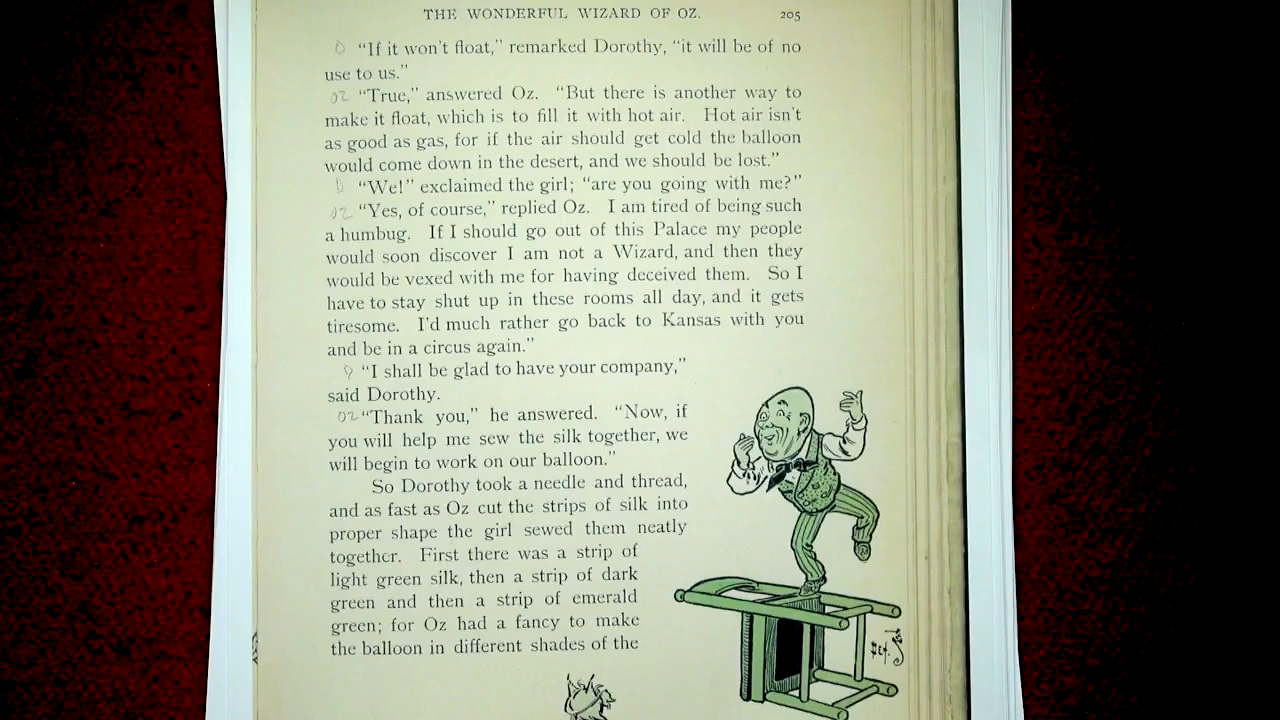 THE WONDERFUL WIZARD OF OZ. 205
D "If it won't float," remarked Dorothy, "it will be of no
use to us."
OZ "True," answered Oz. "But there is another way to
make it float, which is to fill it with hot air. Hot air isn't
as good as gas, for if the air should get cold the balloon
would come down in the desert, and we should be lost."
D "We!" exclaimed the girl; "are you going with me?"
OZ "Yes, of course," replied Oz. I am tired of being such
a humbug. If I should go out of this Palace my people
would soon discover I am not a Wizard, and then they
would be vexed with me for having deceived them. So I
have to stay shut up in these rooms all day, and it gets
tiresome. I'd much rather go back to Kansas with you
and be in a circus again."
D "I shall be glad to have your company,"
said Dorothy.
OZ "Thank you," he answered. "Now, if
you will help me sew the silk together, we
will begin to work on our balloon."
So Dorothy took a needle and thread,
and as fast as Oz cut the strips of silk into
proper shape the girl sewed them neatly
together. First there was a strip of
light green silk, then a strip of dark
green and then a strip of emerald
green; for Oz had a fancy to make
the balloon in different shades of the